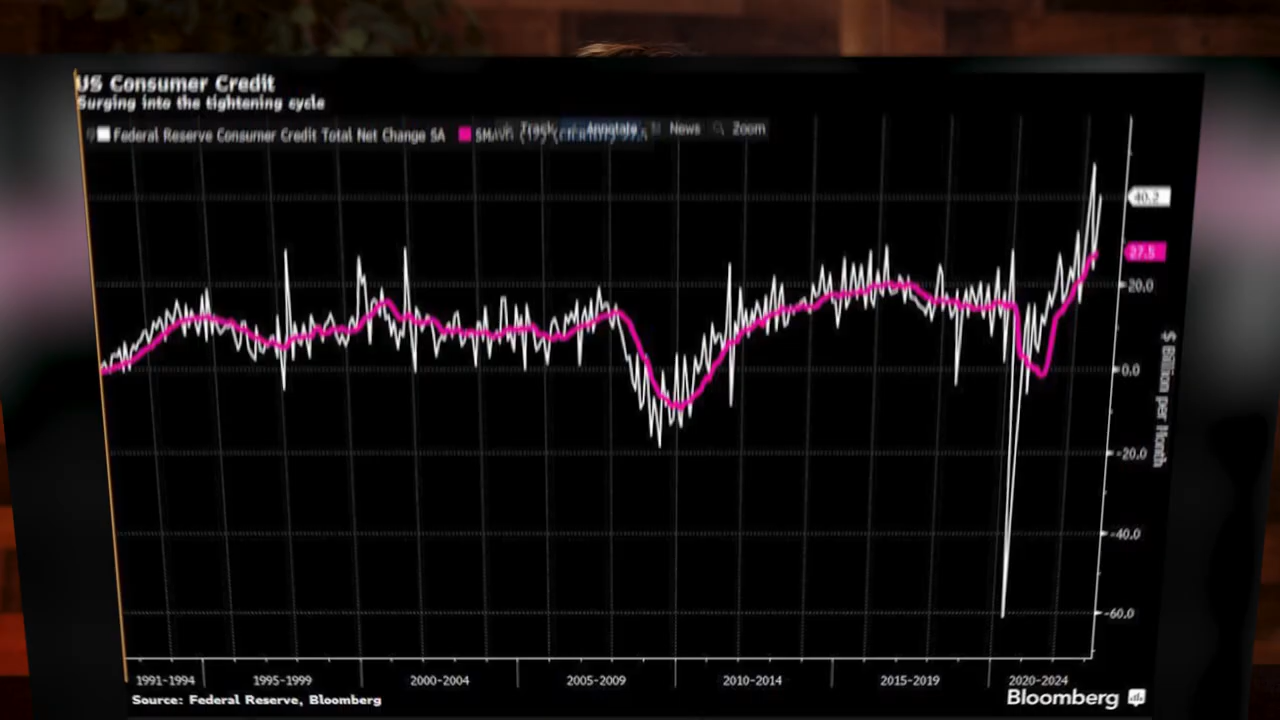 US Consumer Credit
Surging into the tightening cycle
Federal Reserve Consumer Credit Total Net Change SA
Track Annotate News Zoom
40.2
27.5
20.0
0.0
-20.0
-40.0
-60.0
$ Billion per Month
1991-1994 1995-1999 2000-2004 2005-2009 2010-2014 2015-2019 2020-2024
Source: Federal Reserve, Bloomberg
Bloomberg